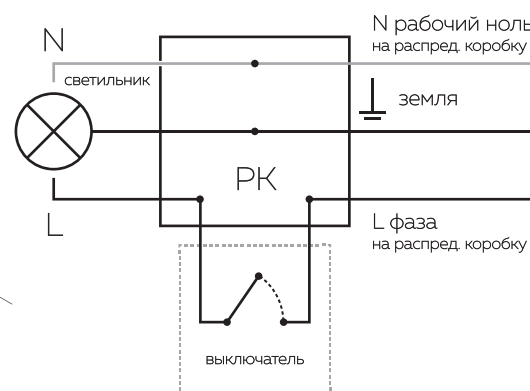 N
N рабочий ноль
на распред. коробку
светильник
земля
РК
L
L фаза
на распред. коробку
выключатель